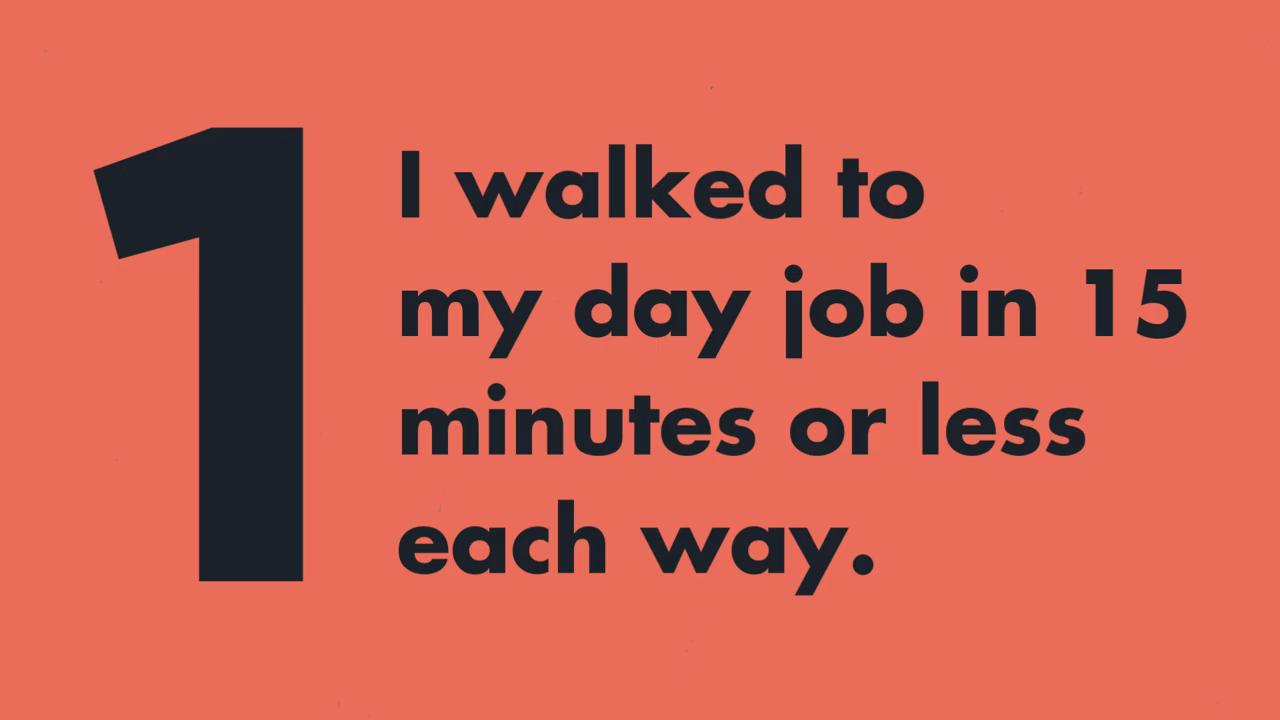 1
I walked to
my day job in 15
minutes or less
each way.